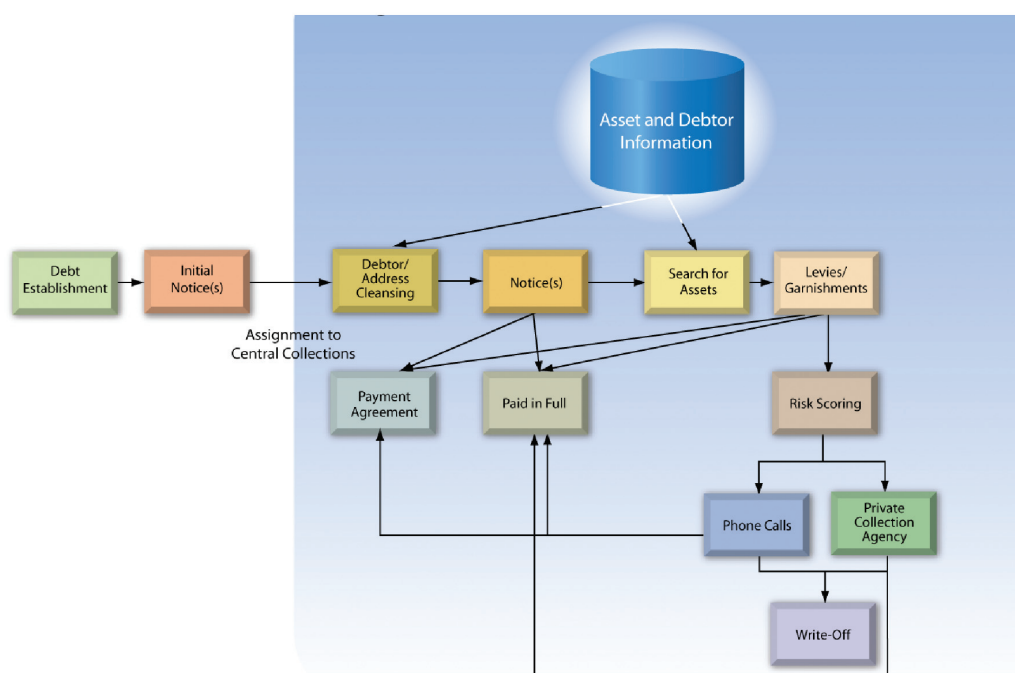 Asset and Debtor
Information
Debt
Establishment
Initial
Notice(s)
Debtor/
Address
Cleansing
Notice(s)
Search for
Assets
Levies/
Garnishments
Assignment to
Central Collections
Payment
Agreement
Paid in Full
Risk Scoring
Phone Calls
Private
Collection
Agency
Write-Off